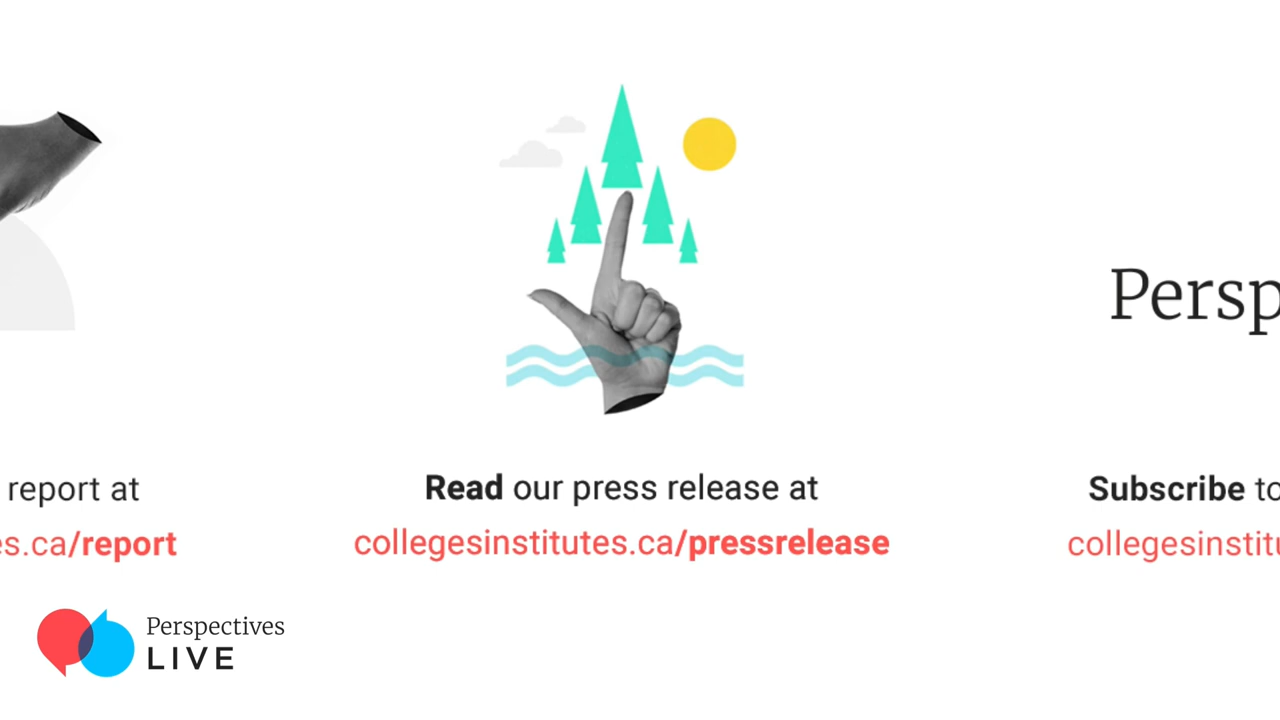 report at
es.ca/report
Read our press release at
collegesinstitutes.ca/pressrelease
Persp
Subscribe to
collegesinstitu
Perspectives
LIVE